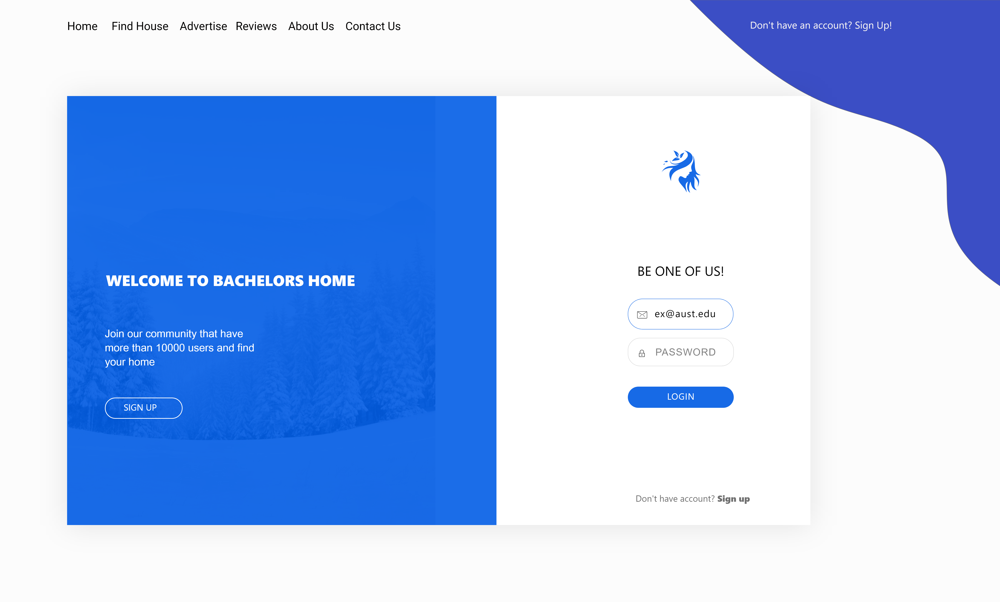 Home Find House Advertise Reviews About Us Contact Us
Don't have an account? Sign Up!
WELCOME TO BACHELORS HOME
Join our community that have
more than 10000 users and find
your home
SIGN UP
BE ONE OF US!
ex@aust.edu
PASSWORD
LOGIN
Don't have account? Sign up